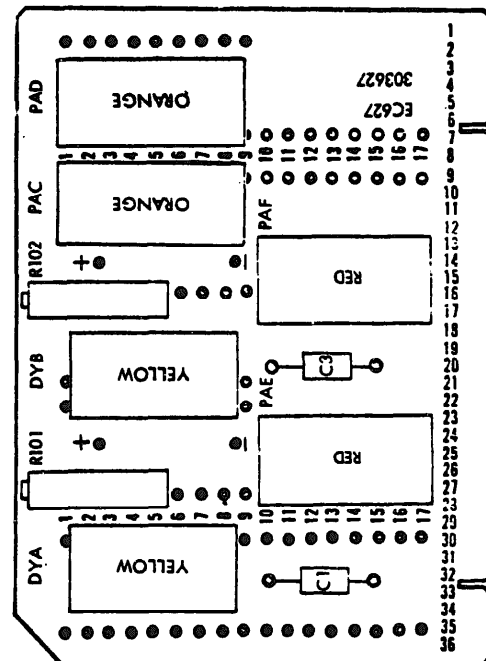 1
2
3
4
5
6
7
8
9
10
11
12
13
14
15
16
17
18
19
20
21
22
23
24
25
26
27
23
29
30
31
32
33
34
35
36
303627
EC627
PAD
ORANGE
1 2 3 4 5 6 7 8 9 10 11 12 13 14 15 16 17
PAC
ORANGE
PAF
R102
+
−
RED
DYB
YELLOW
C3
PAE
R101
+
−
RED
1 2 3 4 5 6 7 8 9 10 11 12 13 14 15 16 17
DYA
YELLOW
C1